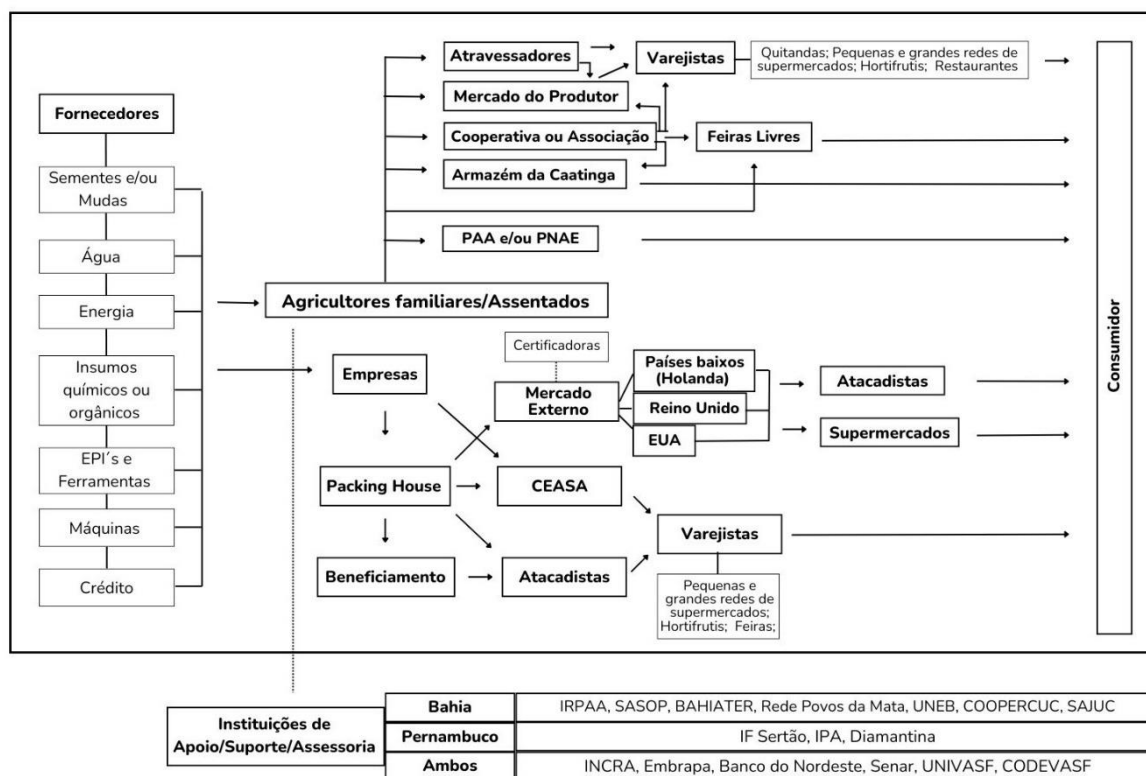 Fornecedores
Sementes e/ou
Mudas
Água
Energia
Insumos
químicos ou
orgânicos
EPI´s e
Ferramentas
Máquinas
Crédito
Agricultores familiares/Assentados
Atravessadores
Mercado do Produtor
Cooperativa ou Associação
Armazém da Caatinga
PAA e/ou PNAE
Varejistas
Quitandas; Pequenas e grandes redes de
supermercados; Hortifrutis; Restaurantes
Feiras Livres
Empresas
Packing House
Beneficiamento
Certificadoras
Mercado
Externo
CEASA
Atacadistas
Países baixos
(Holanda)
Reino Unido
EUA
Atacadistas
Supermercados
Varejistas
Pequenas e
grandes redes de
supermercados;
Hortifrutis; Feiras;
Consumidor
Instituições de
Apoio/Suporte/Assessoria
Bahia
IRPAA, SASOP, BAHIATER, Rede Povos da Mata, UNEB, COOPERCUC, SAJUC
Pernambuco
IF Sertão, IPA, Diamantina
Ambos
INCRA, Embrapa, Banco do Nordeste, Senar, UNIVASF, CODEVASF